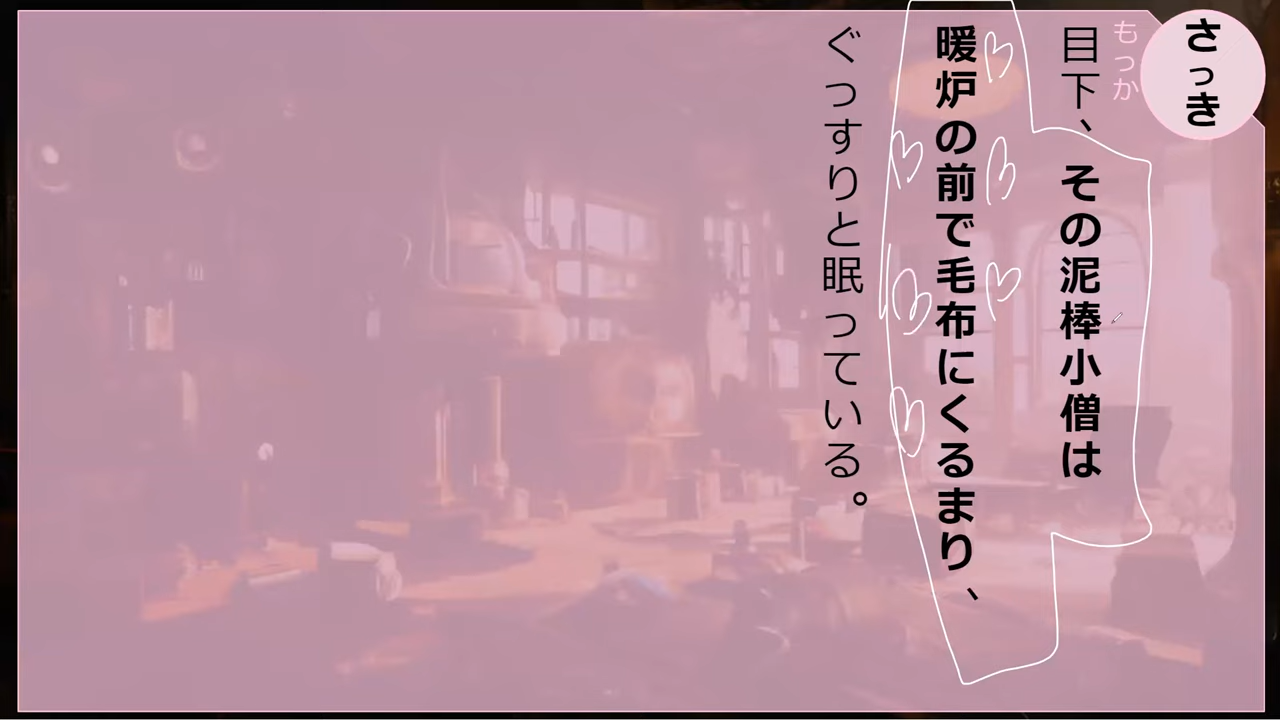 さっき
もっか
目下、その泥棒小僧は
暖炉の前で毛布にくるまり、
ぐっすりと眠っている。